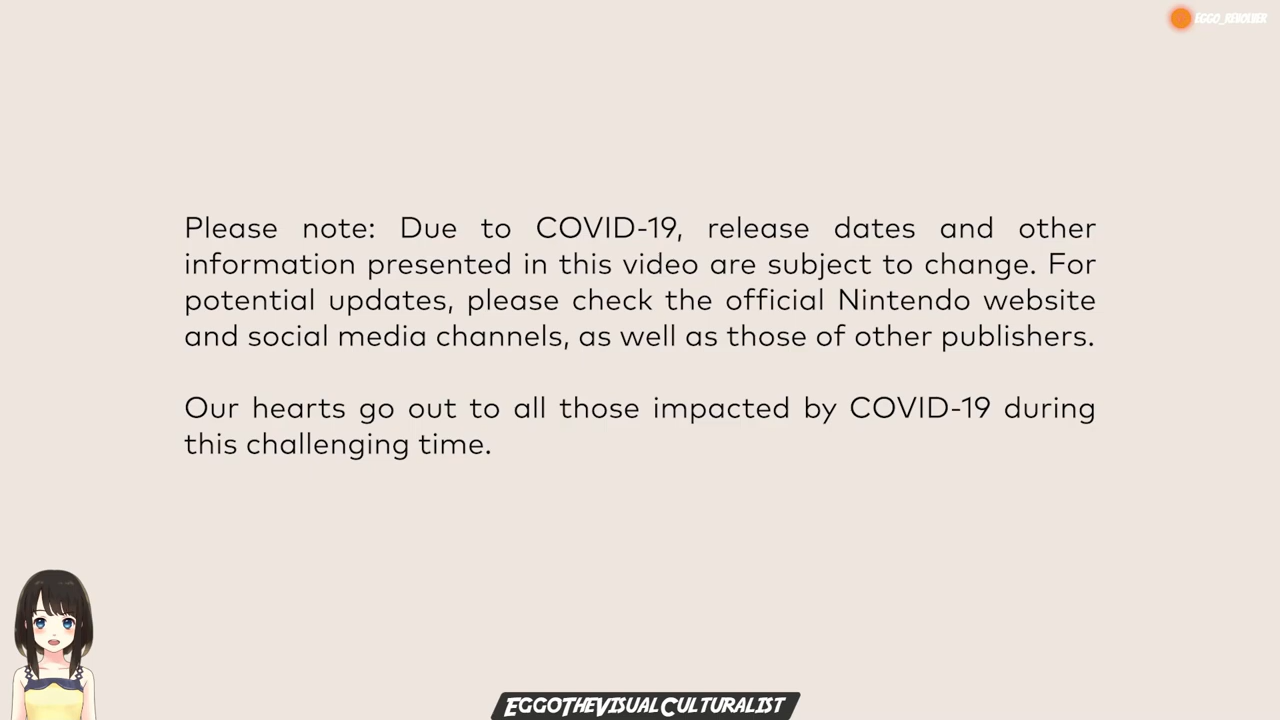 EGGO_REVOLVER
Please note: Due to COVID-19, release dates and other
information presented in this video are subject to change. For
potential updates, please check the official Nintendo website
and social media channels, as well as those of other publishers.
Our hearts go out to all those impacted by COVID-19 during
this challenging time.
EGGOTHEVISUALCULTURALIST